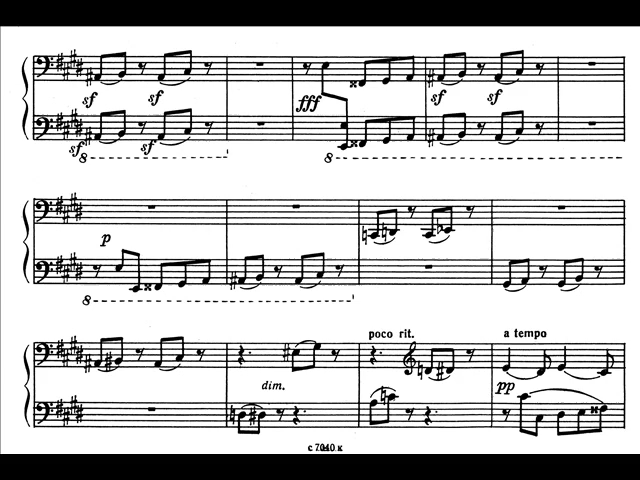 sf sf fff sf sf
sf sf
8 8
p
8
poco rit. a tempo
dim. pp
с 7040 к